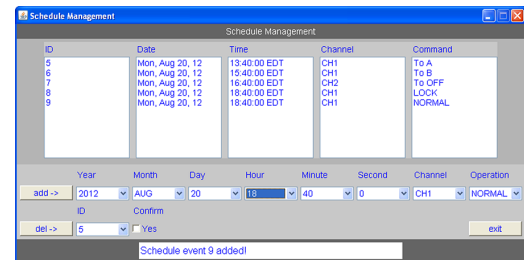 Schedule Management
Schedule Management
ID Date Time Channel Command
5 Mon, Aug 20, 12 13:40:00 EDT CH1 To A
6 Mon, Aug 20, 12 15:40:00 EDT CH1 To B
7 Mon, Aug 20, 12 16:40:00 EDT CH2 To OFF
8 Mon, Aug 20, 12 18:40:00 EDT CH1 LOCK
9 Mon, Aug 20, 12 18:40:00 EDT CH1 NORMAL
Year Month Day Hour Minute Second Channel Operation
add -> 2012 AUG 20 18 40 0 CH1 NORMAL
ID Confirm
del -> 5 Yes exit
Schedule event 9 added!